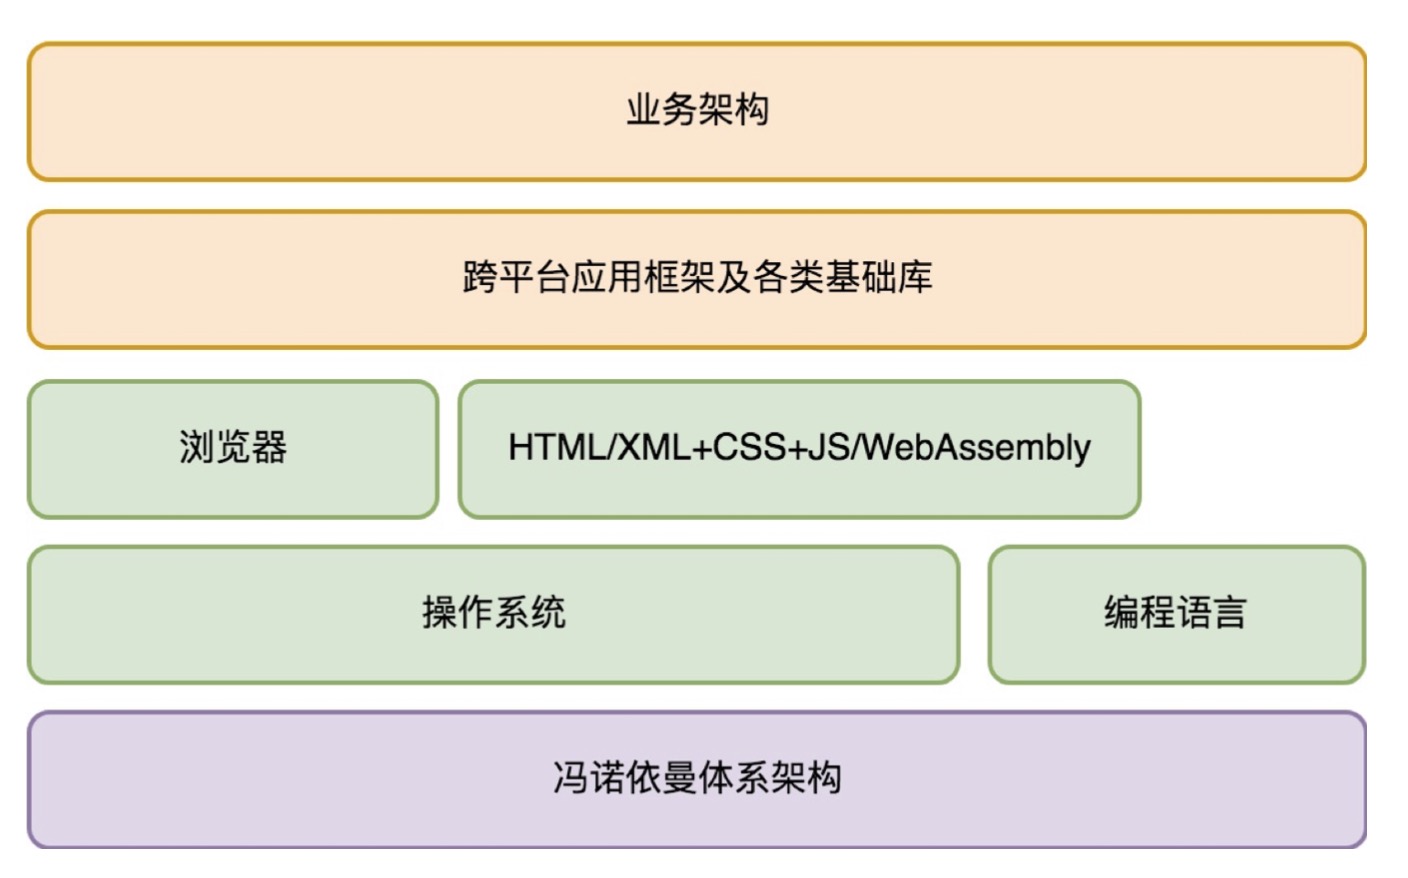 业务架构
跨平台应用框架及各类基础库
浏览器
HTML/XML+CSS+JS/WebAssembly
操作系统
编程语言
冯诺依曼体系架构